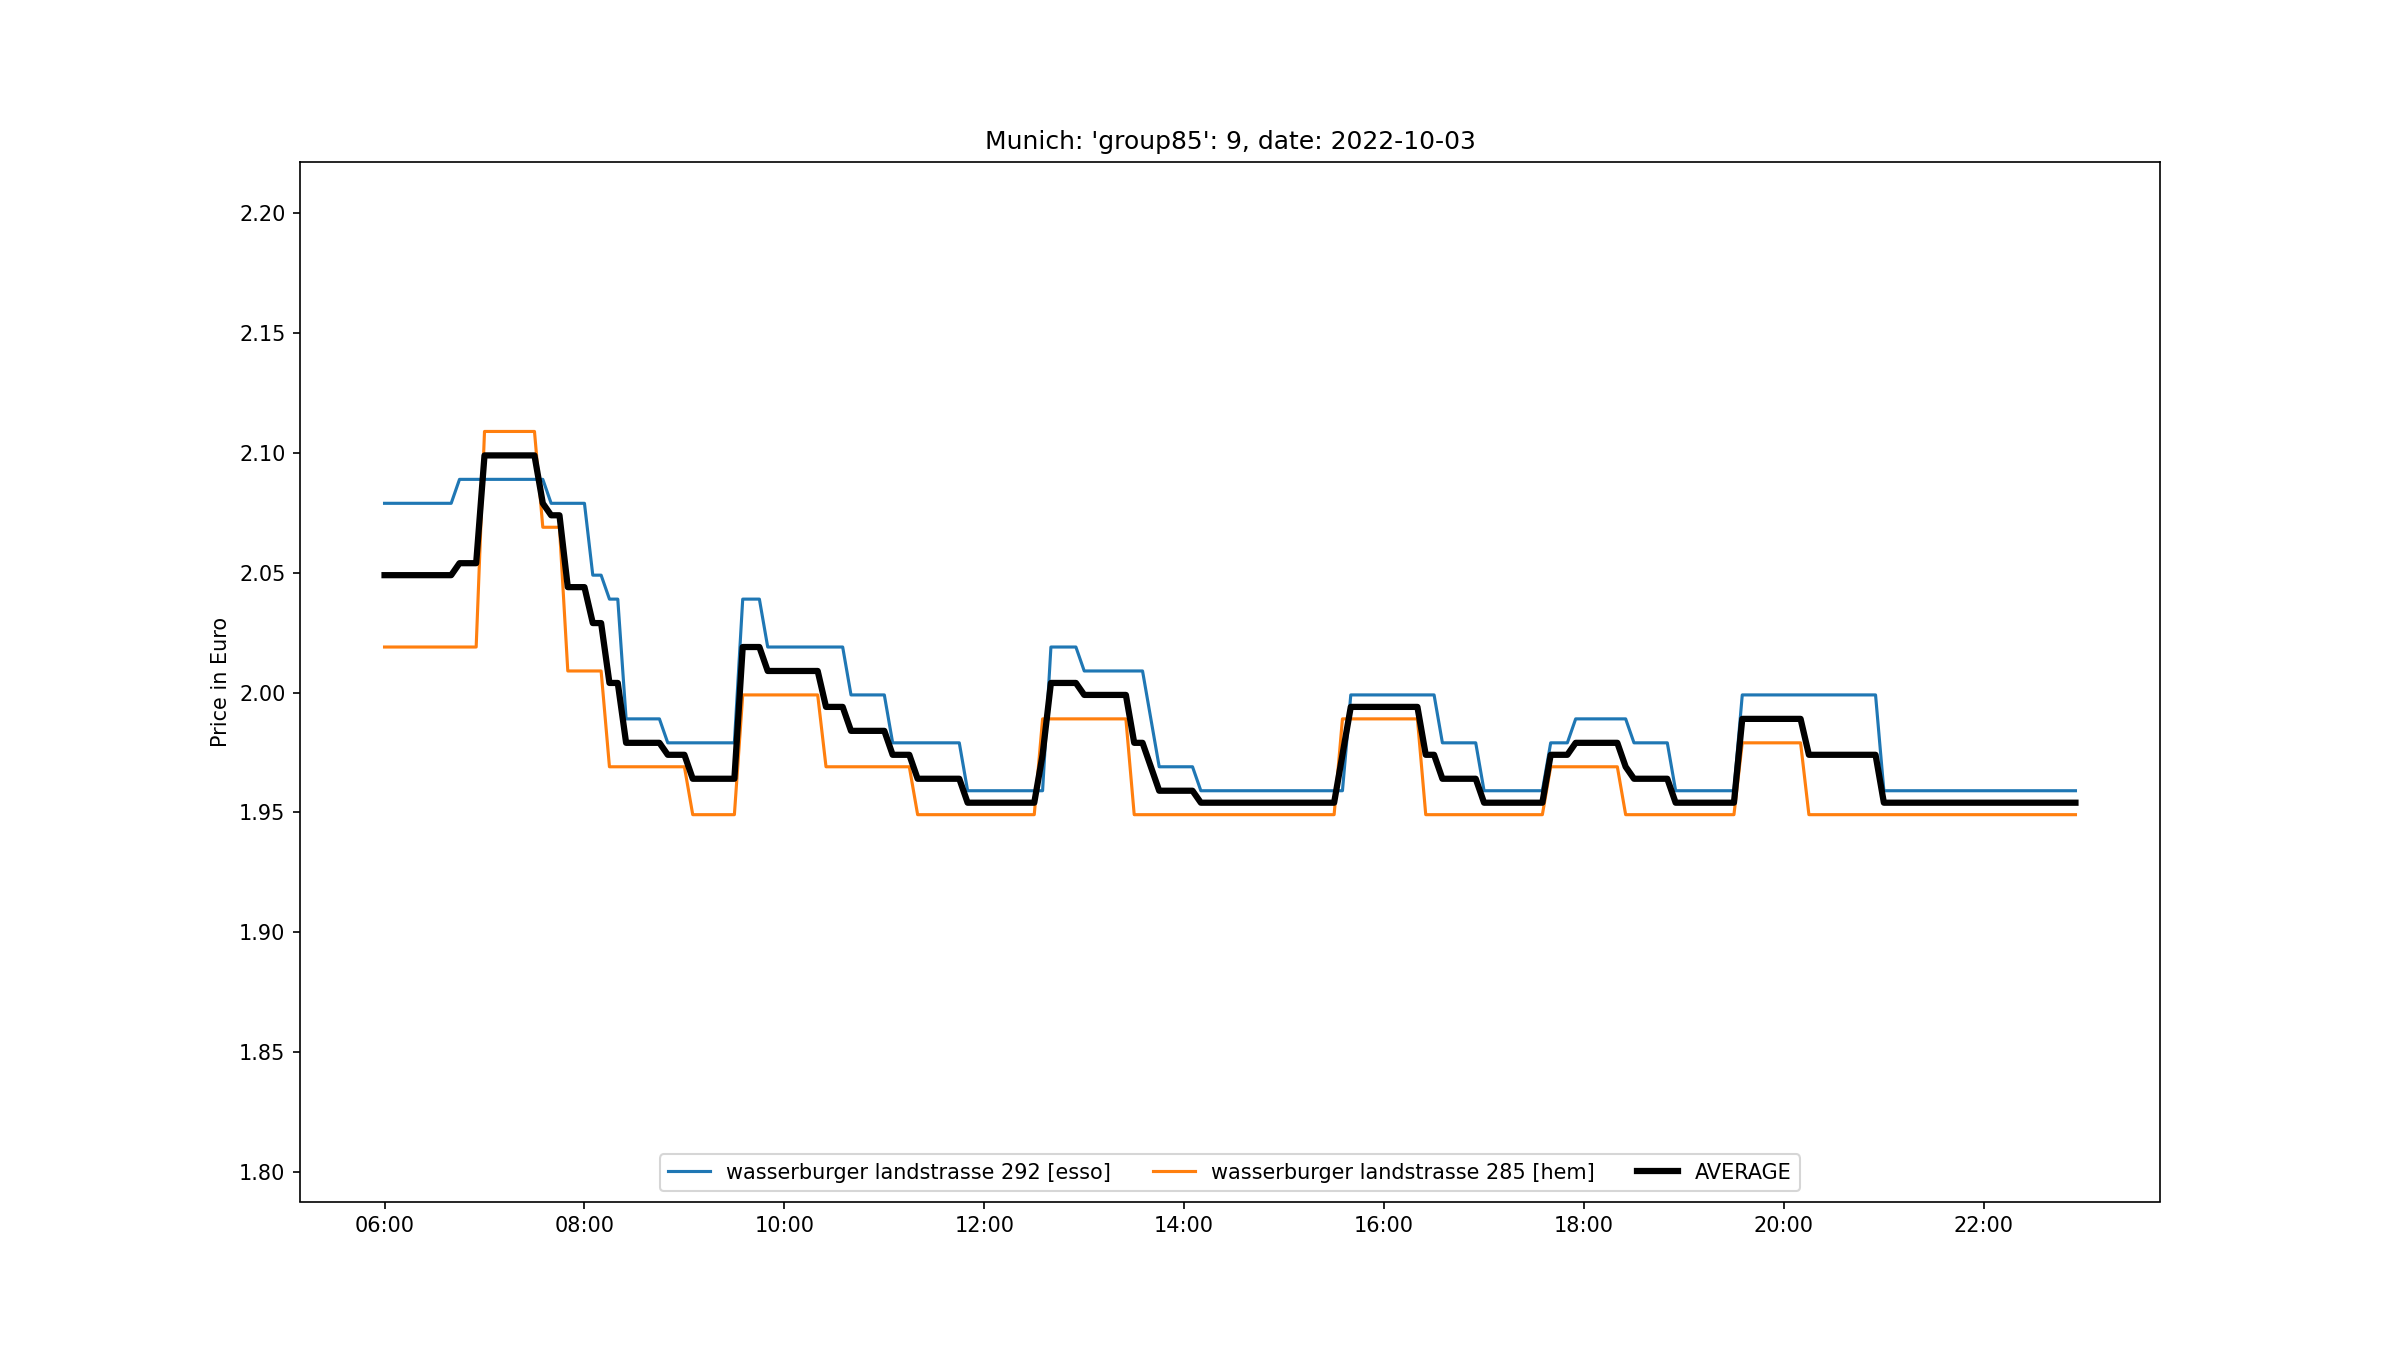 Munich: 'group85': 9, date: 2022-10-03
Price in Euro
2.20
2.15
2.10
2.05
2.00
1.95
1.90
1.85
1.80
wasserburger landstrasse 292 [esso] wasserburger landstrasse 285 [hem] AVERAGE
06:00 08:00 10:00 12:00 14:00 16:00 18:00 20:00 22:00